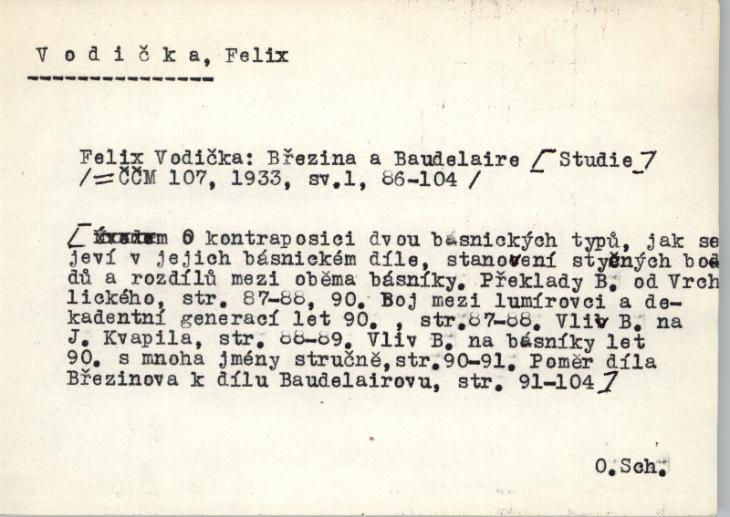 Vodička, Felix
Felix Vodička: Březina a Baudelaire [Studie]
/=ČČM 107, 1933, sv.1, 86-104 /
[ O kontraposici dvou básnických typů, jak se
jeví v jejich básnickém díle, stanovení styčných bo
dů a rozdílů mezi oběma básníky. Překlady B. od Vrch
lického, str. 87-88, 90. Boj mezi lumírovci a de-
kadentní generací let 90. , str.87-88. Vliv B. na
J. Kvapila, str. 88-89. Vliv B. na básníky let
90. s mnoha jmény stručně,str.90-91. Poměr díla
Březinova k dílu Baudelairovu, str. 91-104]
O.Sch.